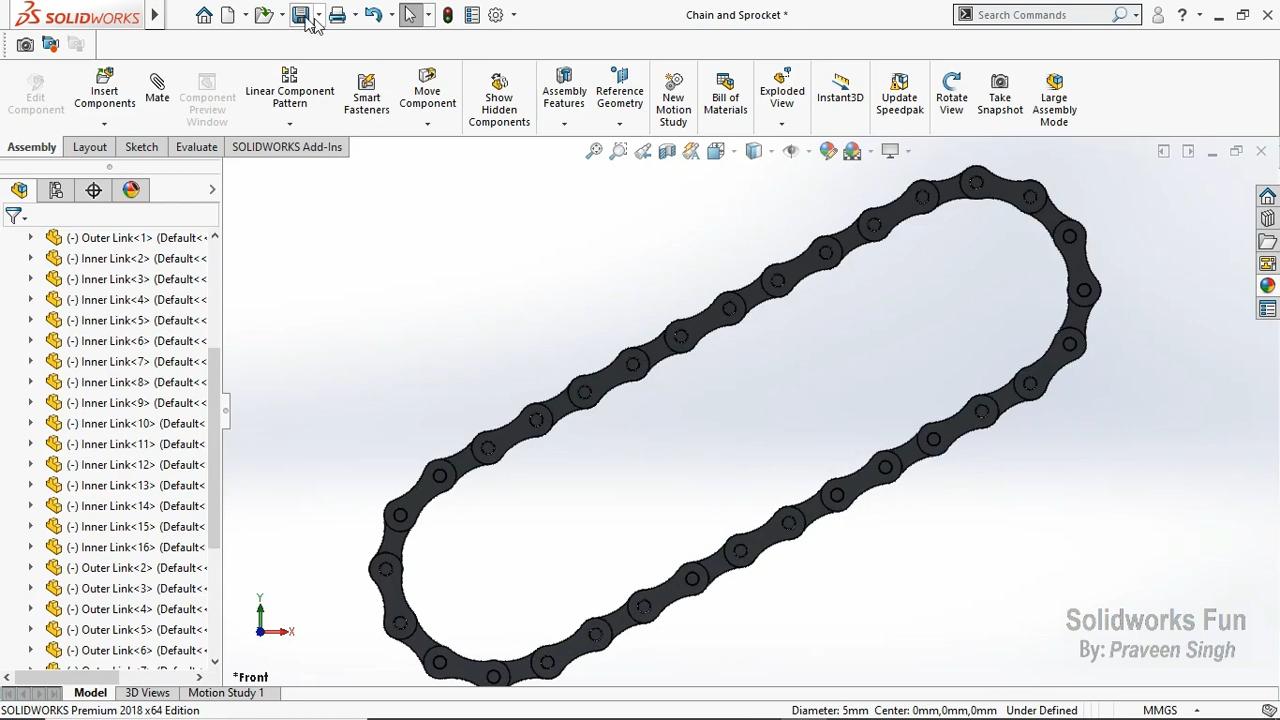 SOLIDWORKS
Chain and Sprocket *
Search Commands
?
Edit
Component
Insert
Components
Mate
Component
Preview
Window
Linear Component
Pattern
Smart
Fasteners
Move
Component
Show
Hidden
Components
Assembly
Features
Reference
Geometry
New
Motion
Study
Bill of
Materials
Exploded
View
Instant3D
Update
Speedpak
Rotate
View
Take
Snapshot
Large
Assembly
Mode
Assembly
Layout
Sketch
Evaluate
SOLIDWORKS Add-Ins
(-) Outer Link<1> (Default<<
(-) Inner Link<2> (Default<<
(-) Inner Link<3> (Default<<
(-) Inner Link<4> (Default<<
(-) Inner Link<5> (Default<<
(-) Inner Link<6> (Default<<
(-) Inner Link<7> (Default<<
(-) Inner Link<8> (Default<<
(-) Inner Link<9> (Default<<
(-) Inner Link<10> (Default<
(-) Inner Link<11> (Default<
(-) Inner Link<12> (Default<
(-) Inner Link<13> (Default<
(-) Inner Link<14> (Default<
(-) Inner Link<15> (Default<
(-) Inner Link<16> (Default<
(-) Outer Link<2> (Default<<
(-) Outer Link<3> (Default<<
(-) Outer Link<4> (Default<<
(-) Outer Link<5> (Default<<
(-) Outer Link<6> (Default<<
Y
X
*Front
Solidworks Fun
By: Praveen Singh
Model
3D Views
Motion Study 1
SOLIDWORKS Premium 2018 x64 Edition
Diameter: 5mm Center: 0mm,0mm,0mm
Under Defined
MMGS